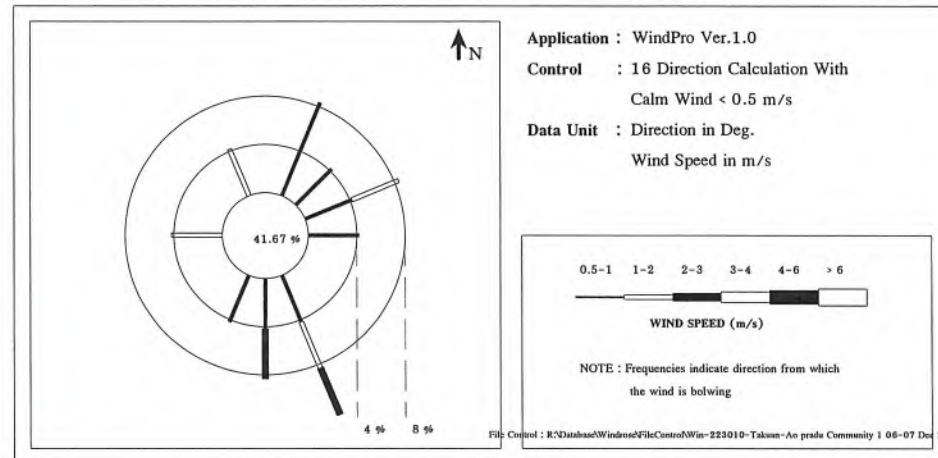 N
41.67 %
4 %
8 %
Application : WindPro Ver.1.0
Control : 16 Direction Calculation With
Calm Wind < 0.5 m/s
Data Unit : Direction in Deg.
Wind Speed in m/s
0.5-1 1-2 2-3 3-4 4-6 > 6
WIND SPEED (m/s)
NOTE : Frequencies indicate direction from which
the wind is bolwing
File Control : R:\Database\Windrose\FileControl\Win-223010-Taksun-Ao pradu Community 1 06-07 Dec